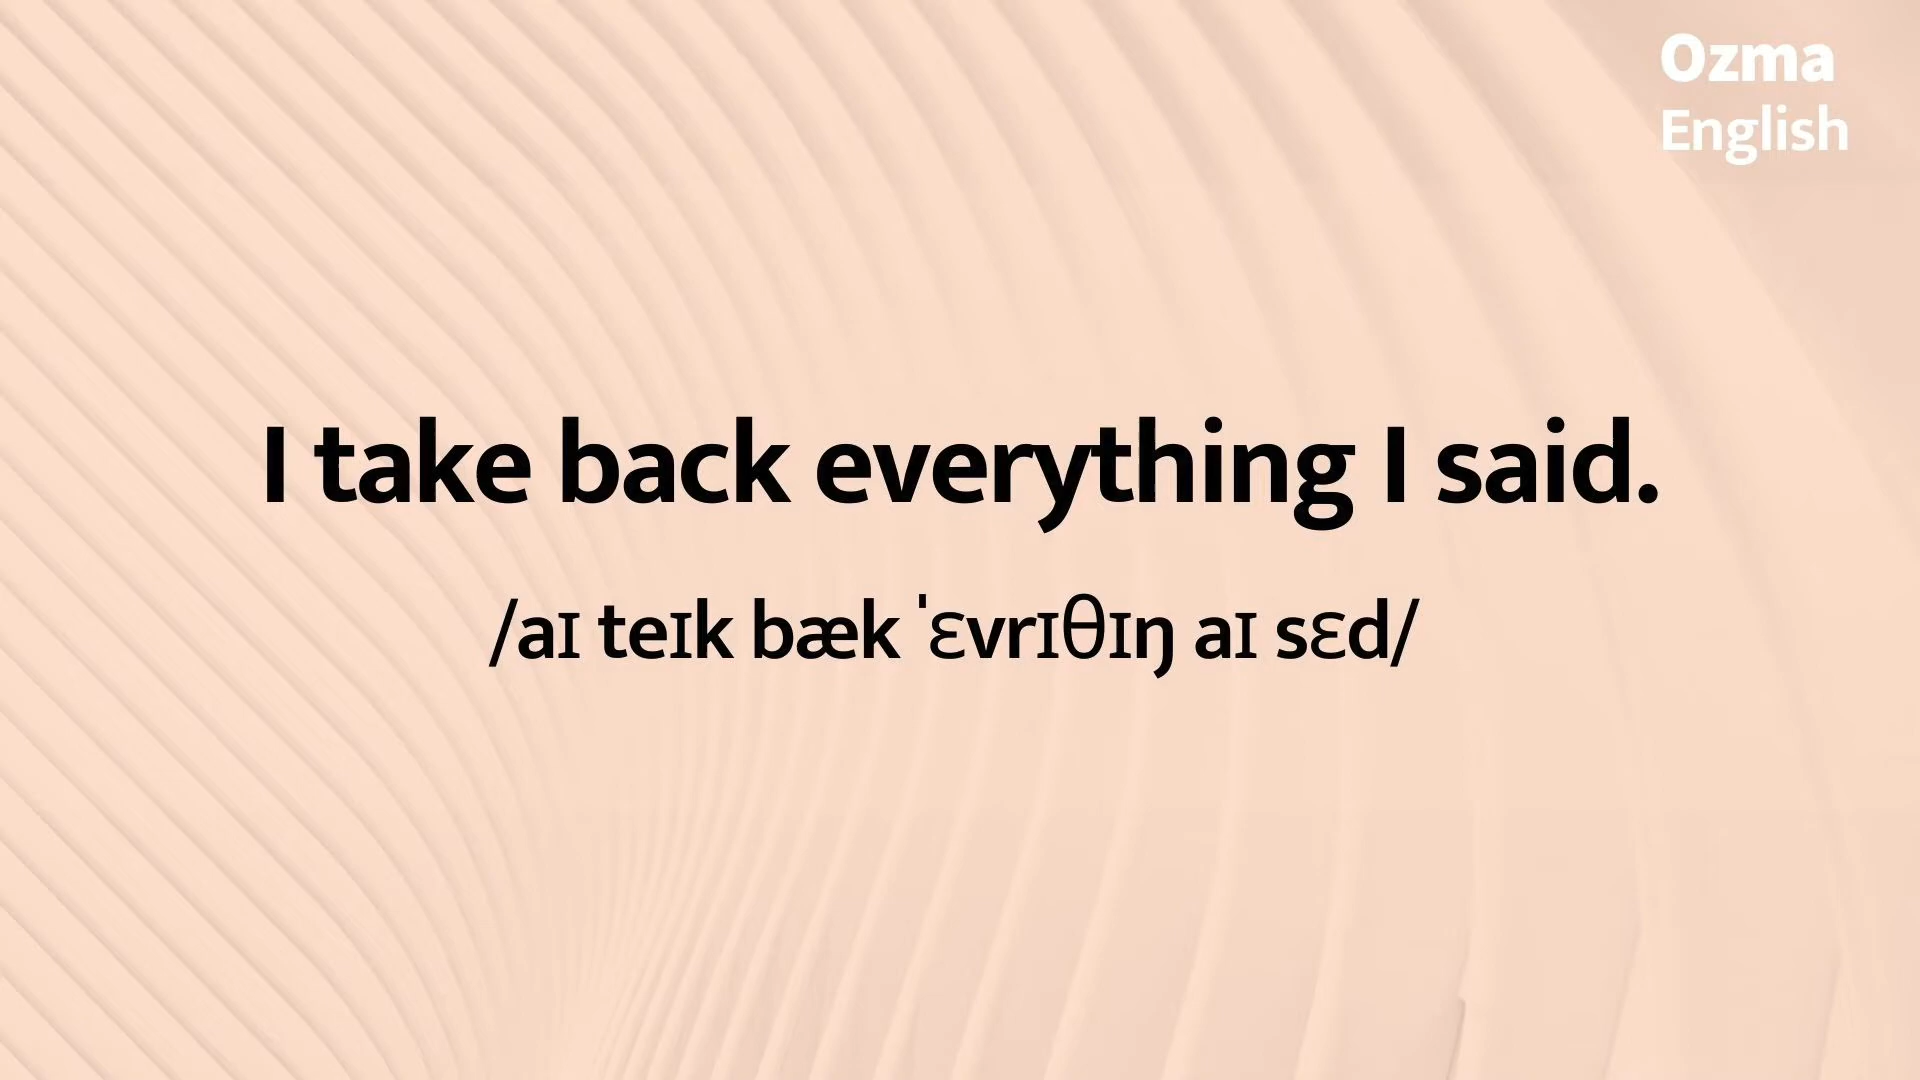 Ozma
English
I take back everything I said.
/aɪ teɪk bæk ˈɛvrɪθɪŋ aɪ sɛd/